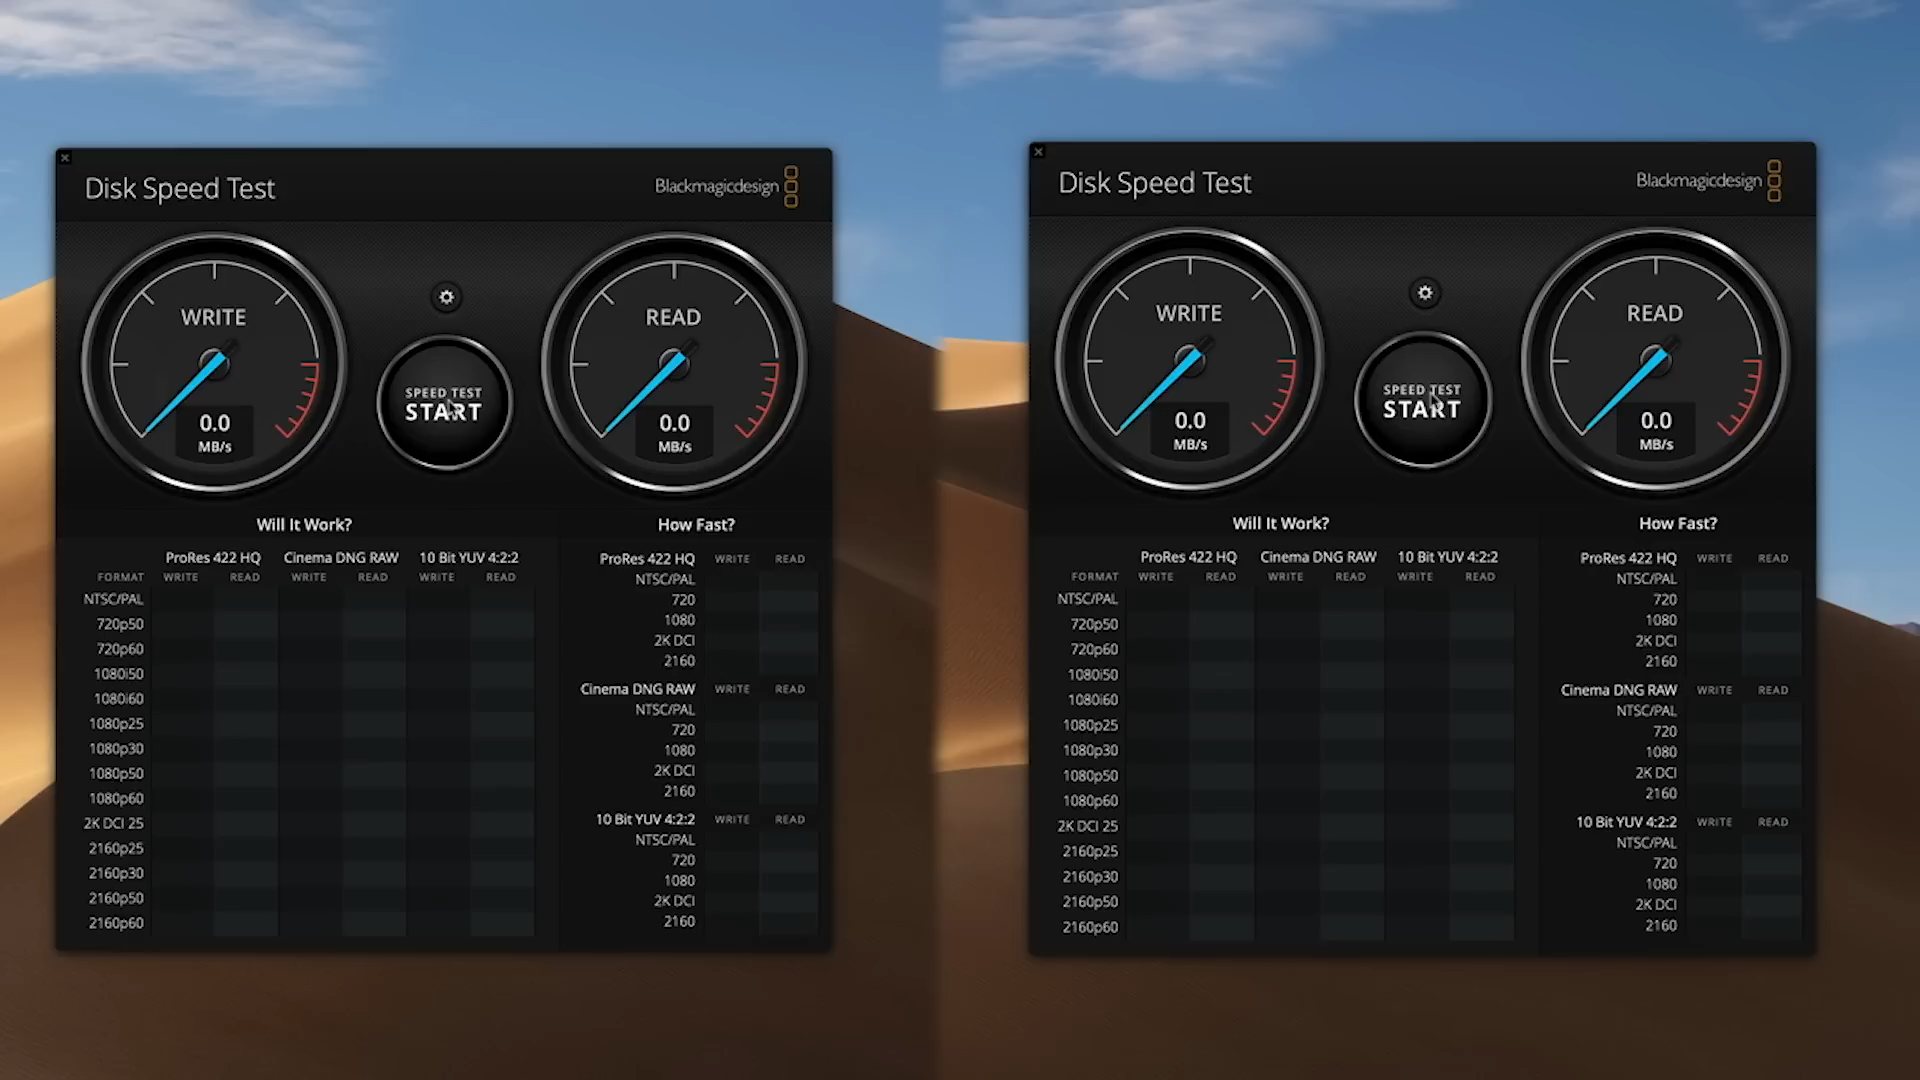 Disk Speed Test
Blackmagicdesign
WRITE
0.0
MB/s
SPEED TEST
START
READ
0.0
MB/s
Will It Work?
ProRes 422 HQ Cinema DNG RAW 10 Bit YUV 4:2:2
FORMAT WRITE READ WRITE READ WRITE READ
NTSC/PAL
720p50
720p60
1080i50
1080i60
1080p25
1080p30
1080p50
1080p60
2K DCI 25
2160p25
2160p30
2160p50
2160p60
How Fast?
ProRes 422 HQ WRITE READ
NTSC/PAL
720
1080
2K DCI
2160
Cinema DNG RAW WRITE READ
NTSC/PAL
720
1080
2K DCI
2160
10 Bit YUV 4:2:2 WRITE READ
NTSC/PAL
720
1080
2K DCI
2160
Disk Speed Test
Blackmagicdesign
WRITE
0.0
MB/s
SPEED TEST
START
READ
0.0
MB/s
Will It Work?
ProRes 422 HQ Cinema DNG RAW 10 Bit YUV 4:2:2
FORMAT WRITE READ WRITE READ WRITE READ
NTSC/PAL
720p50
720p60
1080i50
1080i60
1080p25
1080p30
1080p50
1080p60
2K DCI 25
2160p25
2160p30
2160p50
2160p60
How Fast?
ProRes 422 HQ WRITE READ
NTSC/PAL
720
1080
2K DCI
2160
Cinema DNG RAW WRITE READ
NTSC/PAL
720
1080
2K DCI
2160
10 Bit YUV 4:2:2 WRITE READ
NTSC/PAL
720
1080
2K DCI
2160